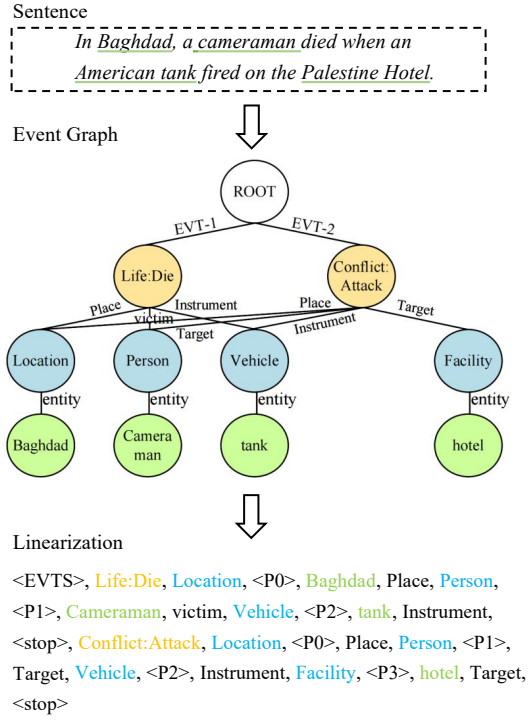 Sentence
In Baghdad, a cameraman died when an
American tank fired on the Palestine Hotel.
Event Graph
ROOT
EVT-1 EVT-2
Life:Die
Conflict:
Attack
Place victim Instrument Place Target
Target Instrument
Location Person Vehicle Facility
entity entity entity entity
Baghdad
Camera
man
tank hotel
Linearization
<EVTS>, Life:Die, Location, <P0>, Baghdad, Place, Person,
<P1>, Cameraman, victim, Vehicle, <P2>, tank, Instrument,
<stop>, Conflict:Attack, Location, <P0>, Place, Person, <P1>,
Target, Vehicle, <P2>, Instrument, Facility, <P3>, hotel, Target,
<stop>